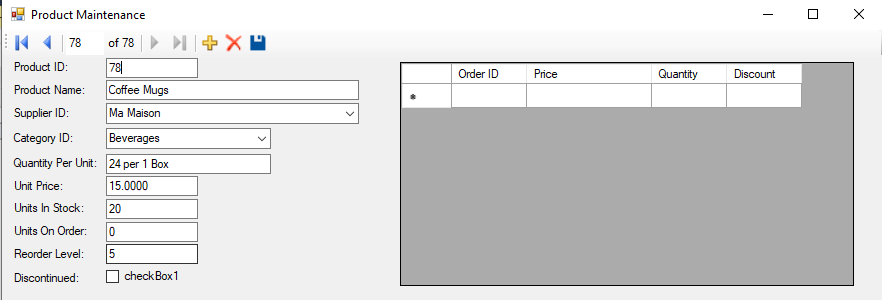 Product Maintenance
78 of 78
Product ID: 78
Product Name: Coffee Mugs
Supplier ID: Ma Maison
Category ID: Beverages
Quantity Per Unit: 24 per 1 Box
Unit Price: 15.0000
Units In Stock: 20
Units On Order: 0
Reorder Level: 5
Discontinued: checkBox1
Order ID Price Quantity Discount
*